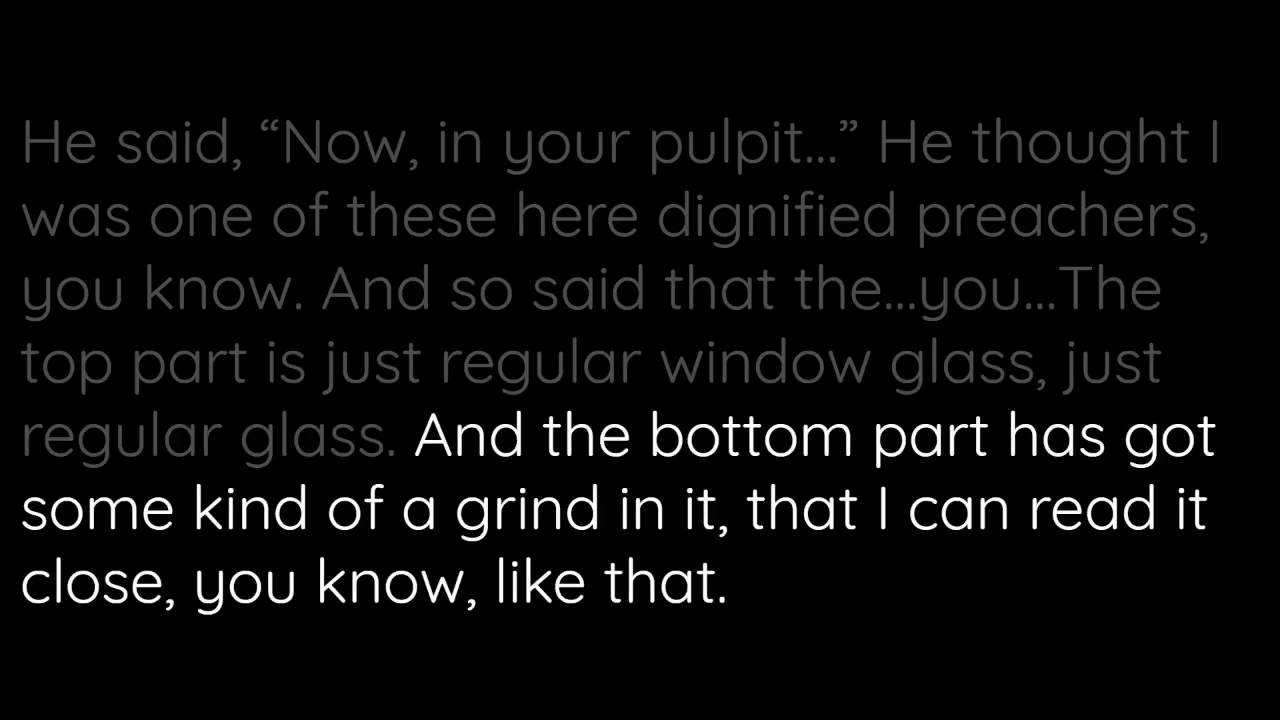 He said, “Now, in your pulpit...” He thought I
was one of these here dignified preachers,
you know. And so said that the...you...The
top part is just regular window glass, just
regular glass. And the bottom part has got
some kind of a grind in it, that I can read it
close, you know, like that.